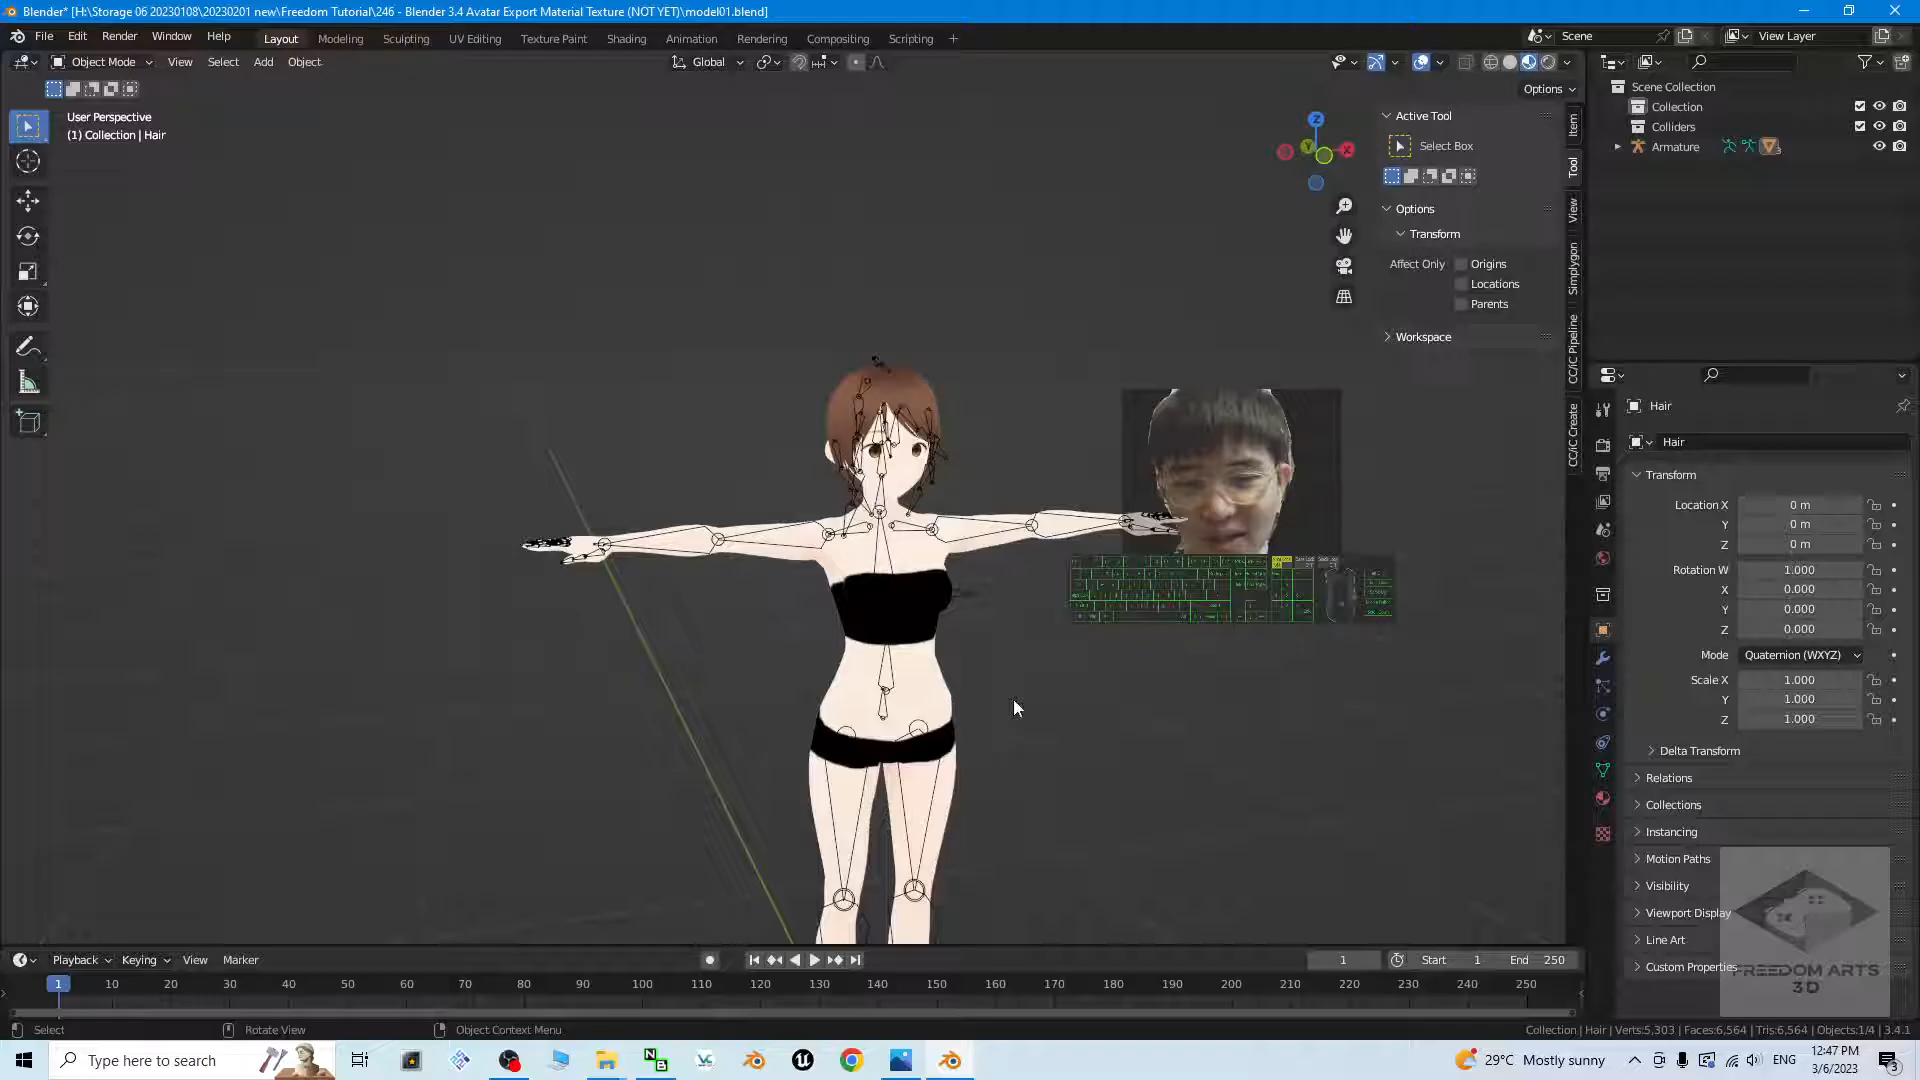 Blender* [H:\Storage 06 20230108\20230201 new\Freedom Tutorial\246 - Blender 3.4 Avatar Export Material Texture (NOT YET)\model01.blend]
File Edit Render Window Help
Layout Modeling Sculpting UV Editing Texture Paint Shading Animation Rendering Compositing Scripting +
Scene
View Layer
Object Mode View Select Add Object
Global
Options
User Perspective
(1) Collection | Hair
Z
Y
X
Active Tool
Select Box
Options
Transform
Affect Only Origins
Locations
Parents
Workspace
Item
Tool
View
Simplygon
CC/iC Pipeline
CC/iC Create
Scene Collection
Collection
Colliders
Armature
3
Hair
Hair
Transform
Location X 0 m
Y 0 m
Z 0 m
Rotation W 1.000
X 0.000
Y 0.000
Z 0.000
Mode Quaternion (WXYZ)
Scale X 1.000
Y 1.000
Z 1.000
Delta Transform
Relations
Collections
Instancing
Motion Paths
Visibility
Viewport Display
Line Art
Custom Properties
FREEDOM ARTS
3D
Playback Keying View Marker
1 Start 1 End 250
1 10 20 30 40 50 60 70 80 90 100 110 120 130 140 150 160 170 180 190 200 210 220 230 240 250
Select Rotate View Object Context Menu
Collection | Hair | Verts:5,303 | Faces:6,564 | Tris:6,564 | Objects:1/4 | 3.4.1
Type here to search
29°C Mostly sunny
ENG
12:47 PM
3/6/2023
3